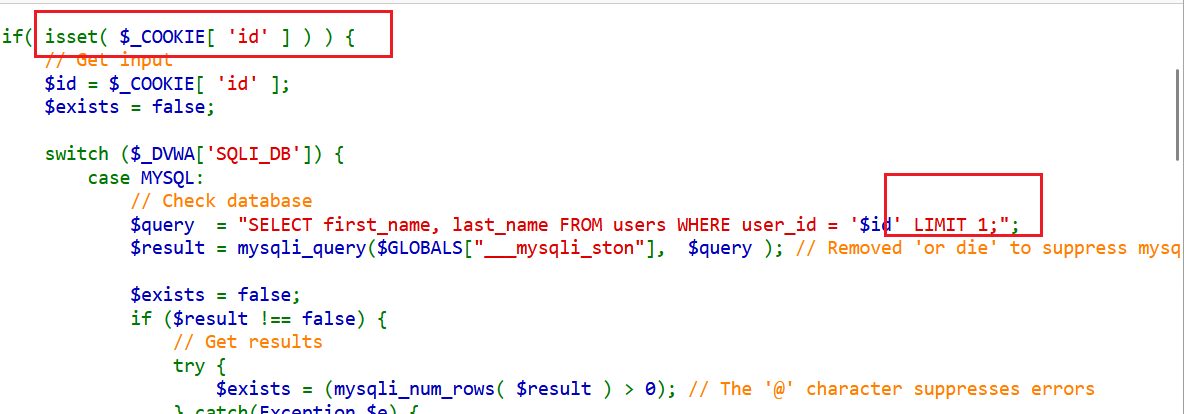 if( isset( $_COOKIE[ 'id' ] ) ) {
// Get input
$id = $_COOKIE[ 'id' ];
$exists = false;
switch ($_DVWA['SQLI_DB']) {
case MYSQL:
// Check database
$query  = "SELECT first_name, last_name FROM users WHERE user_id = '$id' LIMIT 1;";
$result = mysqli_query($GLOBALS["___mysqli_ston"],  $query ); // Removed 'or die' to suppress mysq
$exists = false;
if ($result !== false) {
// Get results
try {
$exists = (mysqli_num_rows( $result ) > 0); // The '@' character suppresses errors
} catch(Exception $e) {